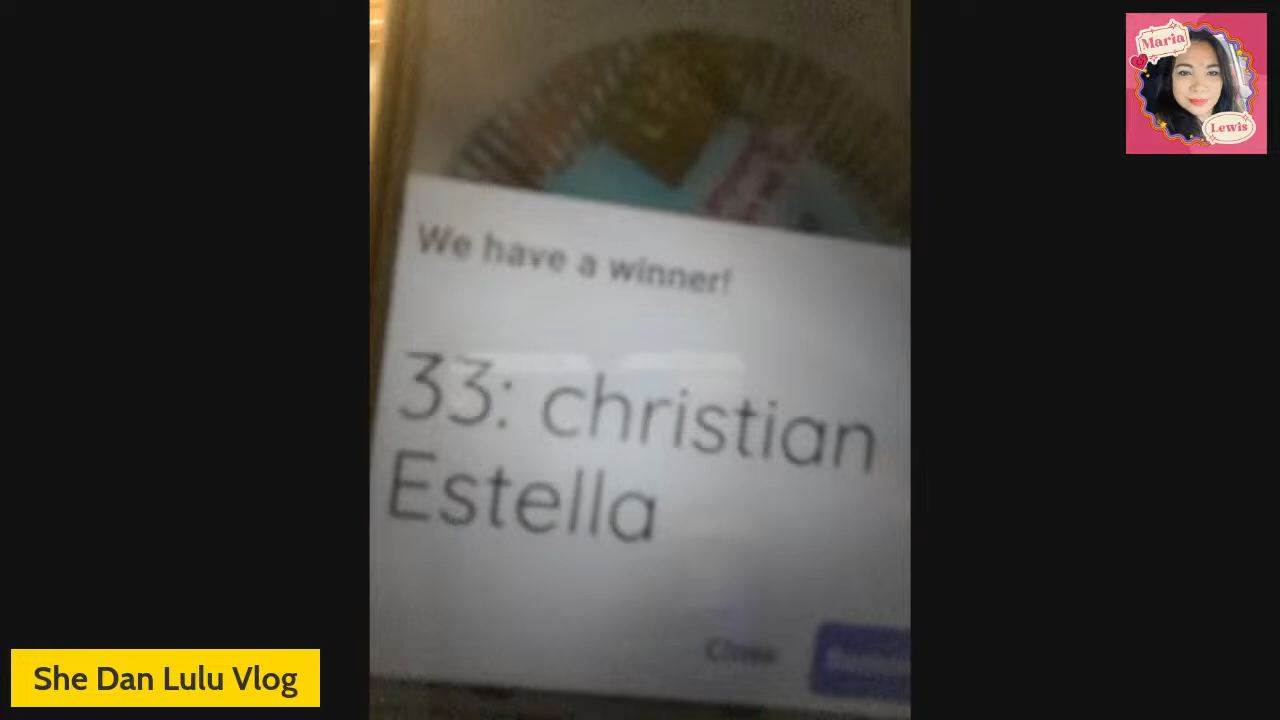 Maria
Lewis
We have a winner!
33: christian
Estella
Close
She Dan Lulu Vlog